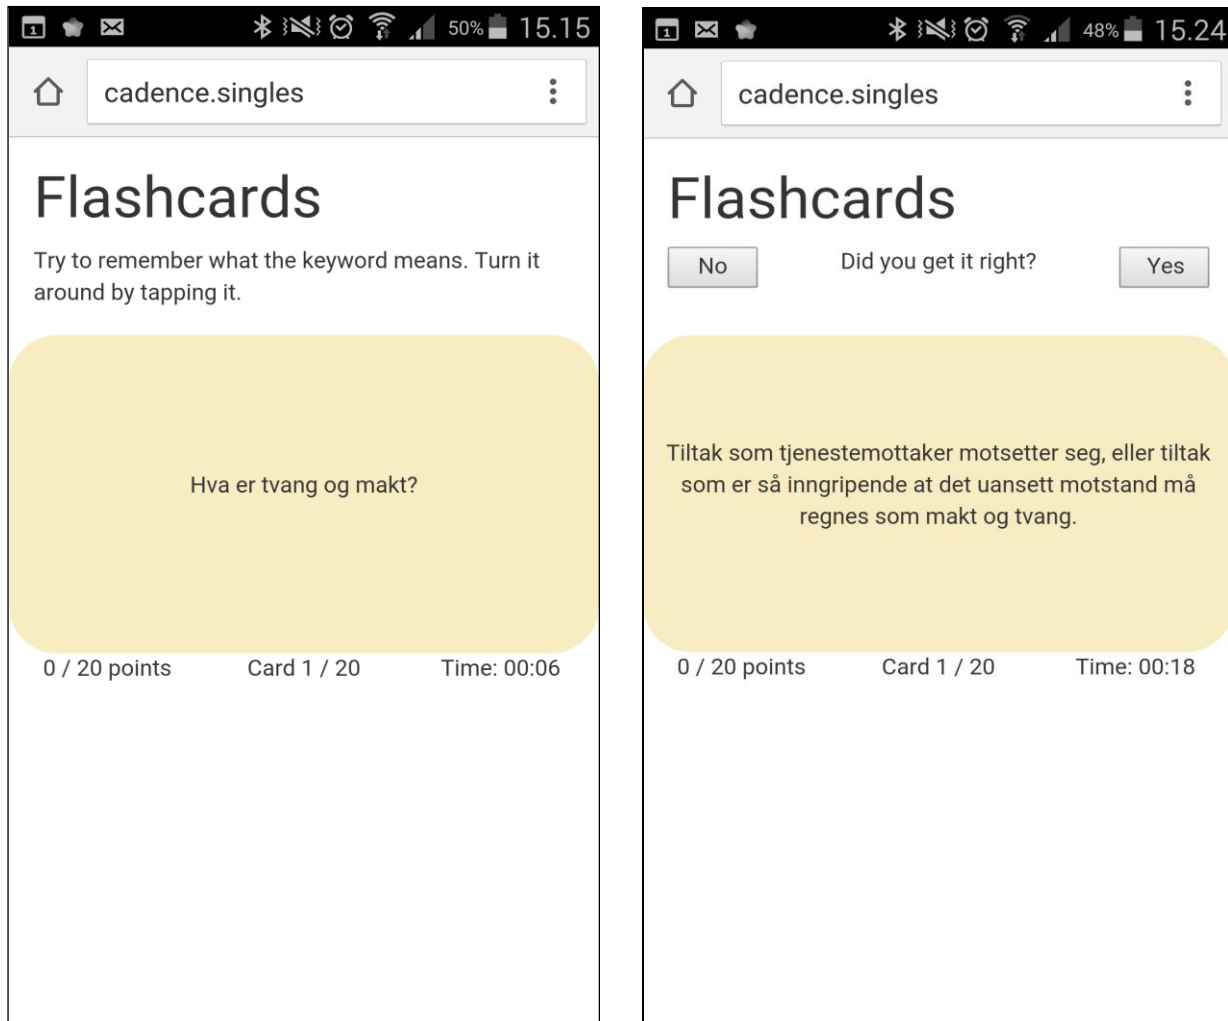 1
50%
15.15
cadence.singles
Flashcards
Try to remember what the keyword means. Turn it
around by tapping it.
Hva er tvang og makt?
0 / 20 points
Card 1 / 20
Time: 00:06
1
48%
15.24
cadence.singles
Flashcards
No
Did you get it right?
Yes
Tiltak som tjenestemottaker motsetter seg, eller tiltak
som er så inngripende at det uansett motstand må
regnes som makt og tvang.
0 / 20 points
Card 1 / 20
Time: 00:18